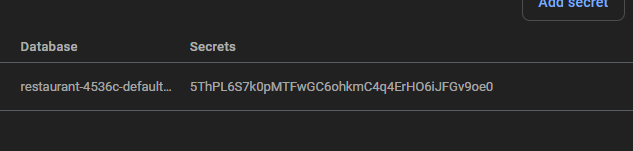 Add secret
Database Secrets
restaurant-4536c-default... 5ThPL6S7k0pMTFwGC6ohkmC4q4ErHO6iJFGv9oe0